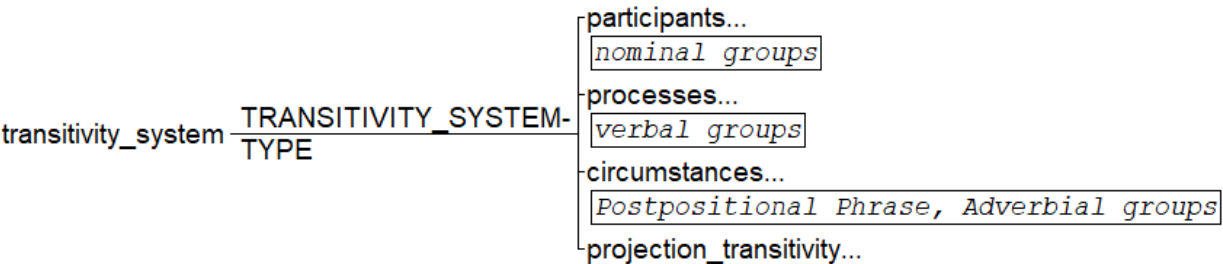 participants...
nominal groups
processes...
verbal groups
transitivity_system
TRANSITIVITY_SYSTEM-
TYPE
circumstances...
Postpositional Phrase, Adverbial groups
projection_transitivity...